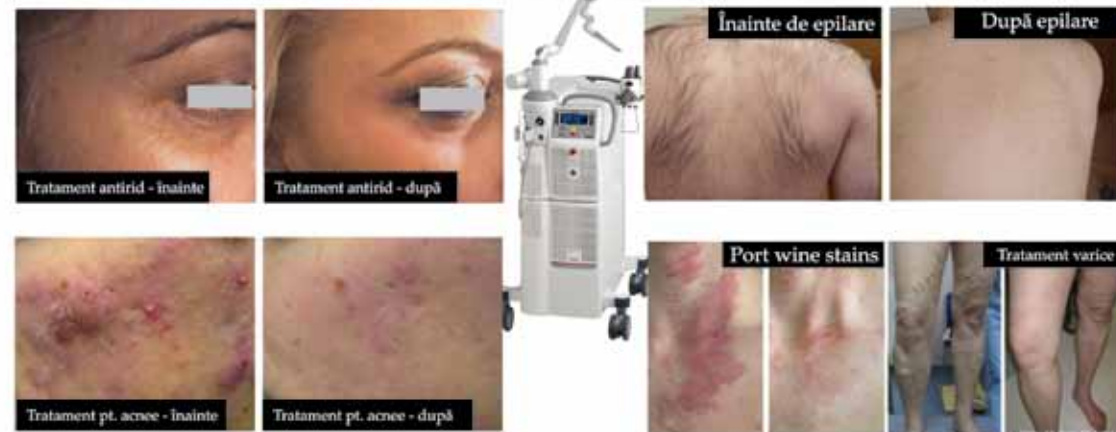 Tratament antirid - înainte
Tratament antirid - după
Înainte de epilare
După epilare
Tratament pt. acnee - înainte
Tratament pt. acnee - după
Port wine stains
Tratament varice